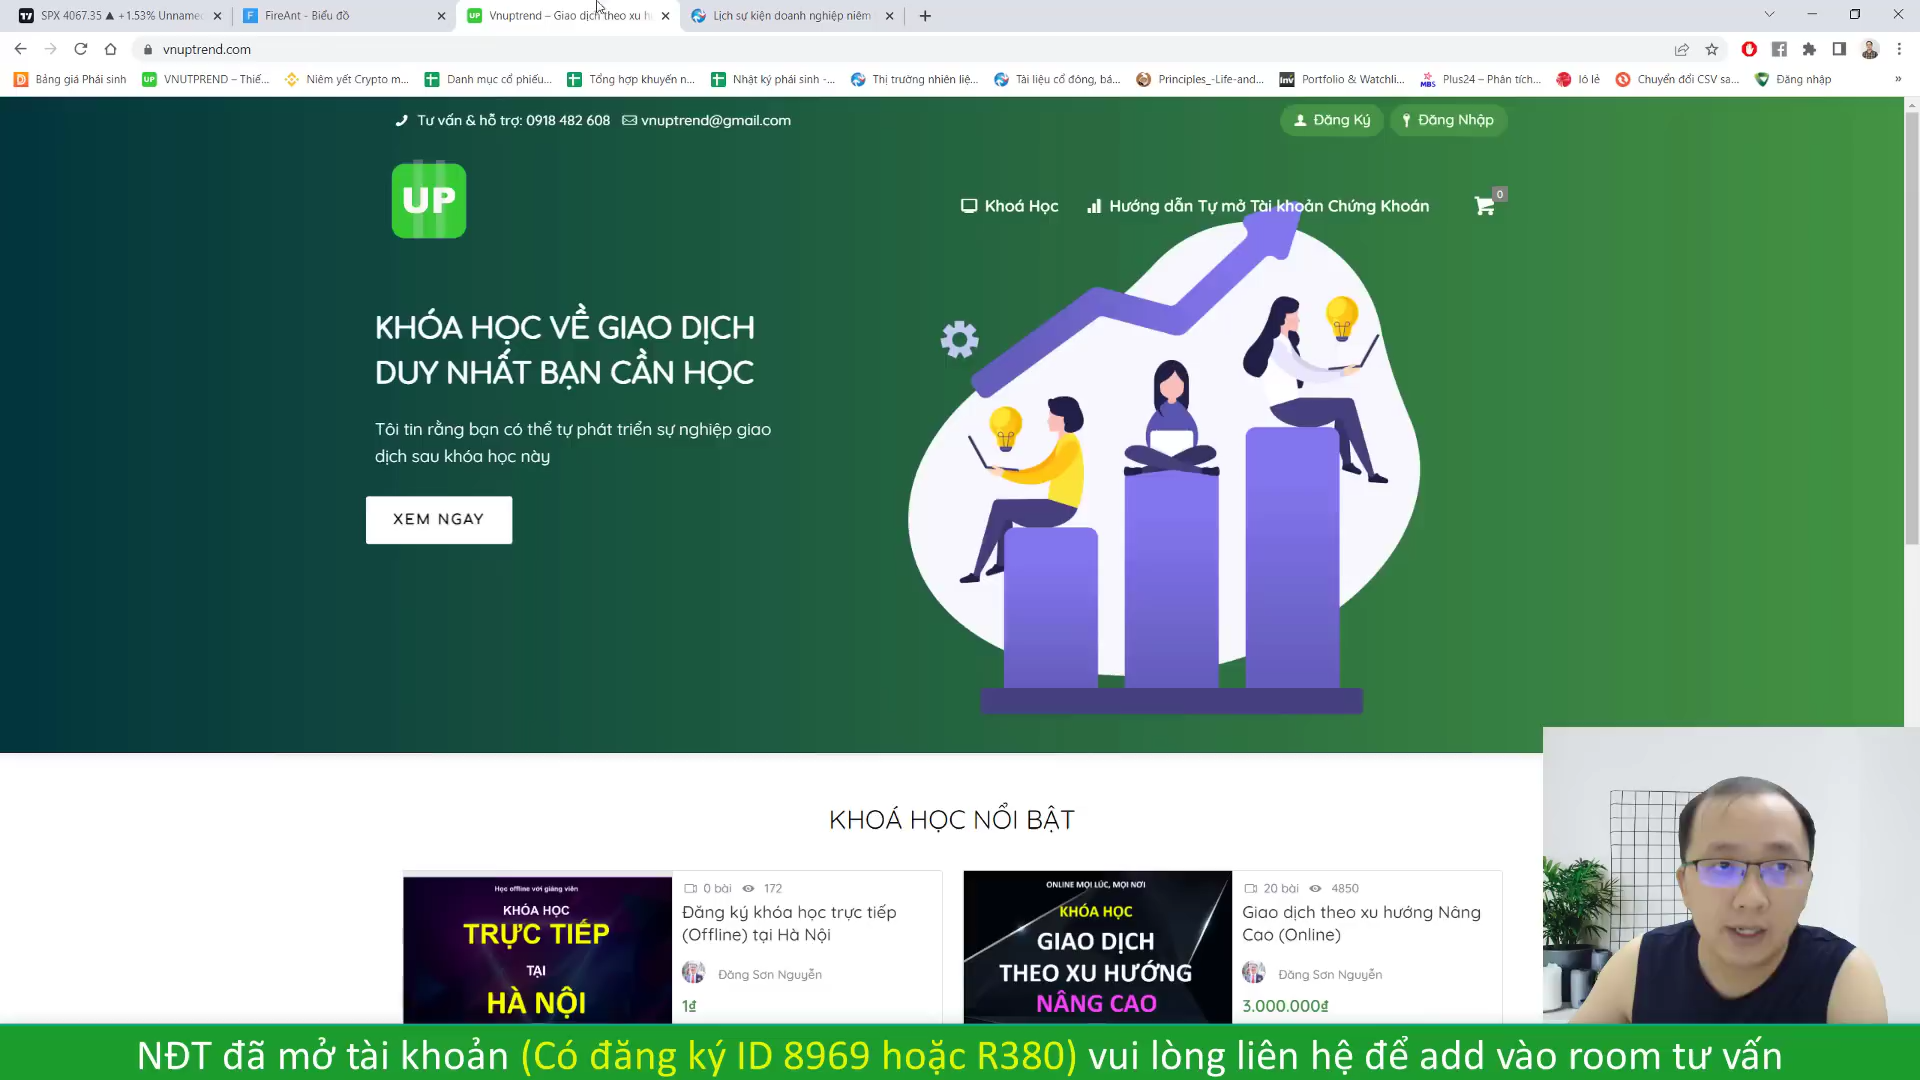 SPX 4067.35 ▲ +1.53% Unnamed
FireAnt - Biểu đồ
Vnuptrend – Giao dịch theo xu h
Lịch sự kiện doanh nghiệp niêm
vnuptrend.com
Bảng giá Phái sinh
VNUTPREND – Thiế...
Niêm yết Crypto m...
Danh mục cổ phiếu...
Tổng hợp khuyến n...
Nhật ký phái sinh -...
Thị trường nhiên liệ...
Tài liệu cổ đông, bá...
Principles_-Life-and...
Portfolio & Watchli...
Plus24 – Phân tích...
lô lẻ
Chuyển đổi CSV sa...
Đăng nhập
Tư vấn & hỗ trợ: 0918 482 608
vnuptrend@gmail.com
Đăng Ký
Đăng Nhập
UP
Khoá Học
Hướng dẫn Tự mở Tài khoản Chứng Khoán
0
KHÓA HỌC VỀ GIAO DỊCH
DUY NHẤT BẠN CẦN HỌC
Tôi tin rằng bạn có thể tự phát triển sự nghiệp giao
dịch sau khóa học này
XEM NGAY
KHOÁ HỌC NỔI BẬT
Học offline với giảng viên
KHÓA HỌC
TRỰC TIẾP
TẠI
HÀ NỘI
0 bài 172
Đăng ký khóa học trực tiếp
(Offline) tại Hà Nội
Đăng Sơn Nguyễn
1₫
ONLINE MỌI LÚC, MỌI NƠI
KHÓA HỌC
GIAO DỊCH
THEO XU HƯỚNG
NÂNG CAO
20 bài 4850
Giao dịch theo xu hướng Nâng
Cao (Online)
Đăng Sơn Nguyễn
3.000.000₫
NĐT đã mở tài khoản (Có đăng ký ID 8969 hoặc R380) vui lòng liên hệ để add vào room tư vấn